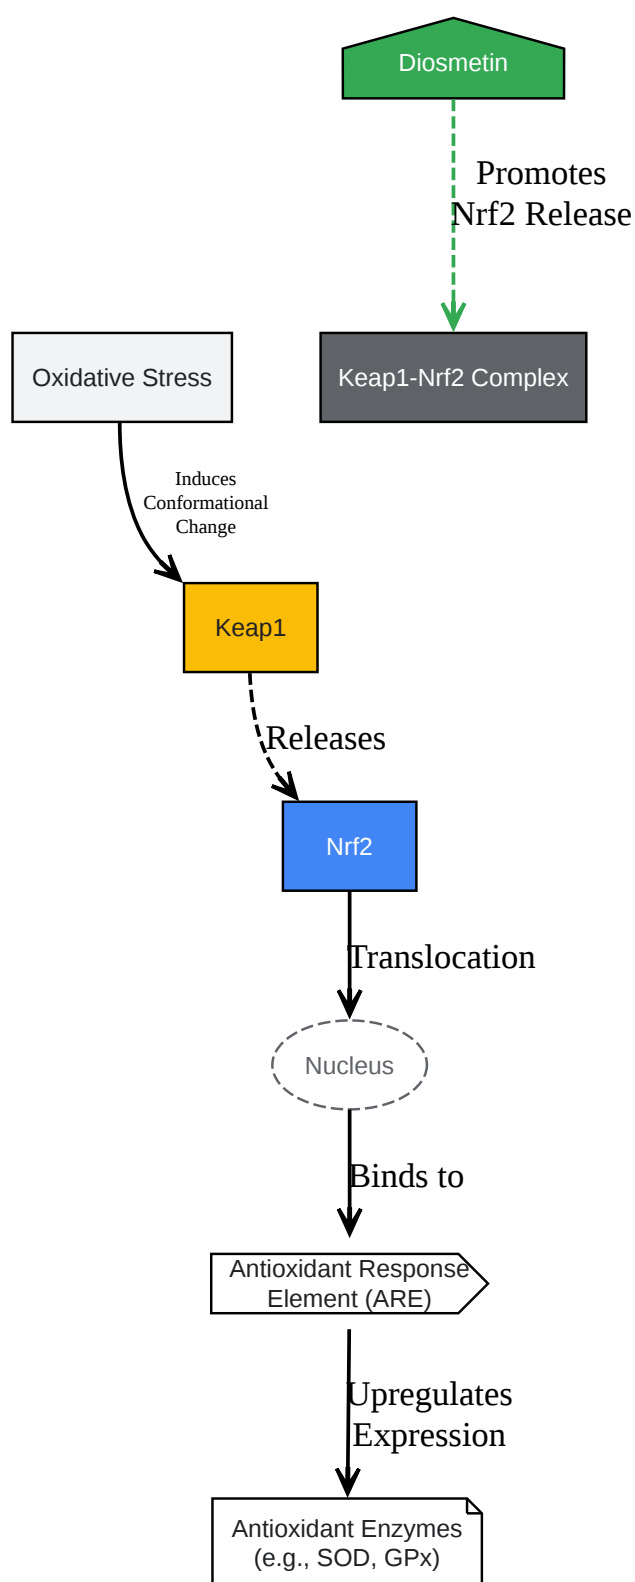 Diosmetin
Promotes
Nrf2 Release
Oxidative Stress
Keap1-Nrf2 Complex
Induces
Conformational
Change
Keap1
Releases
Nrf2
Translocation
Nucleus
Binds to
Antioxidant Response
Element (ARE)
Upregulates
Expression
Antioxidant Enzymes
(e.g., SOD, GPx)